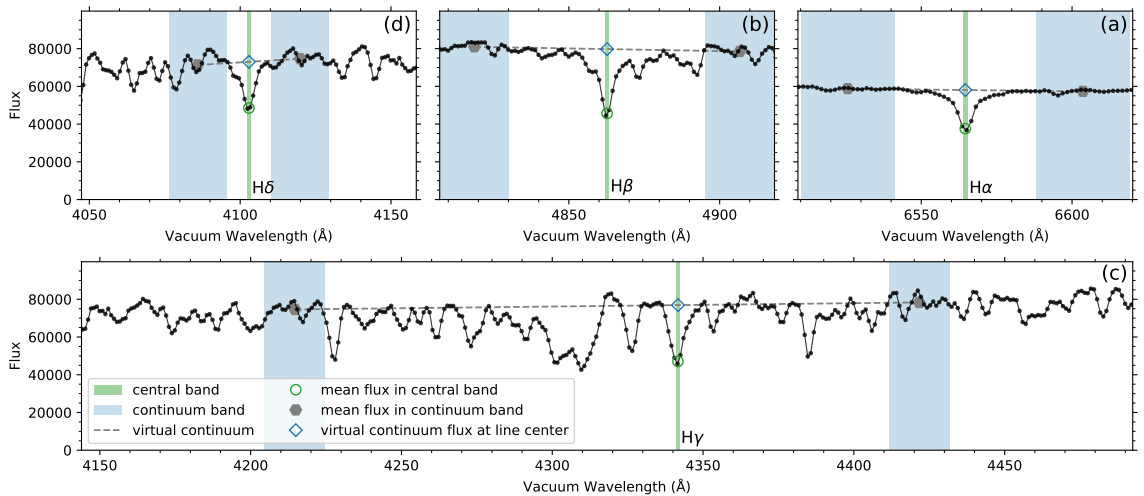 (d)
(b)
(a)
80000
60000
40000
20000
0
Flux
Hδ
Hβ
Hα
4050 4100 4150
4850 4900
6550 6600
Vacuum Wavelength (Å)
Vacuum Wavelength (Å)
Vacuum Wavelength (Å)
(c)
80000
60000
40000
20000
0
Flux
central band
continuum band
virtual continuum
mean flux in central band
mean flux in continuum band
virtual continuum flux at line center
Hγ
4150 4200 4250 4300 4350 4400 4450
Vacuum Wavelength (Å)